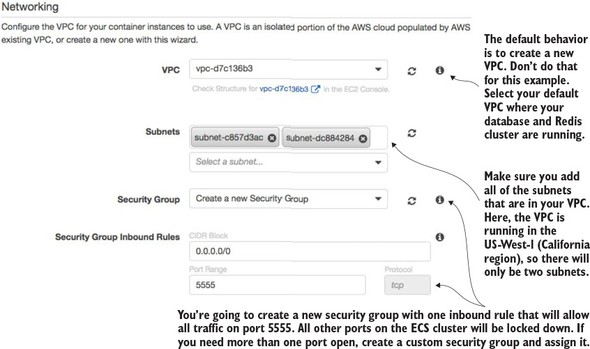 Networking
Configure the VPC for your container instances to use. A VPC is an isolated portion of the AWS cloud populated by AWS
existing VPC, or create a new one with this wizard.
VPC
vpc-d7c136b3
Check Structure for vpc-d7c136b3 in the EC2 Console.
The default behavior
is to create a new
VPC. Don't do that
for this example.
Select your default
VPC where your
database and Redis
cluster are running.
Subnets
subnet-c857d3ac
subnet-dc884284
Select a subnet...
Make sure you add
all of the subnets
that are in your VPC.
Here, the VPC is
running in the
US-West-1 (California
region), so there will
only be two subnets.
Security Group
Create a new Security Group
Security Group Inbound Rules
CIDR Block
0.0.0.0/0
Port Range
Protocol
5555
tcp
You're going to create a new security group with one inbound rule that will allow
all traffic on port 5555. All other ports on the ECS cluster will be locked down. If
you need more than one port open, create a custom security group and assign it.